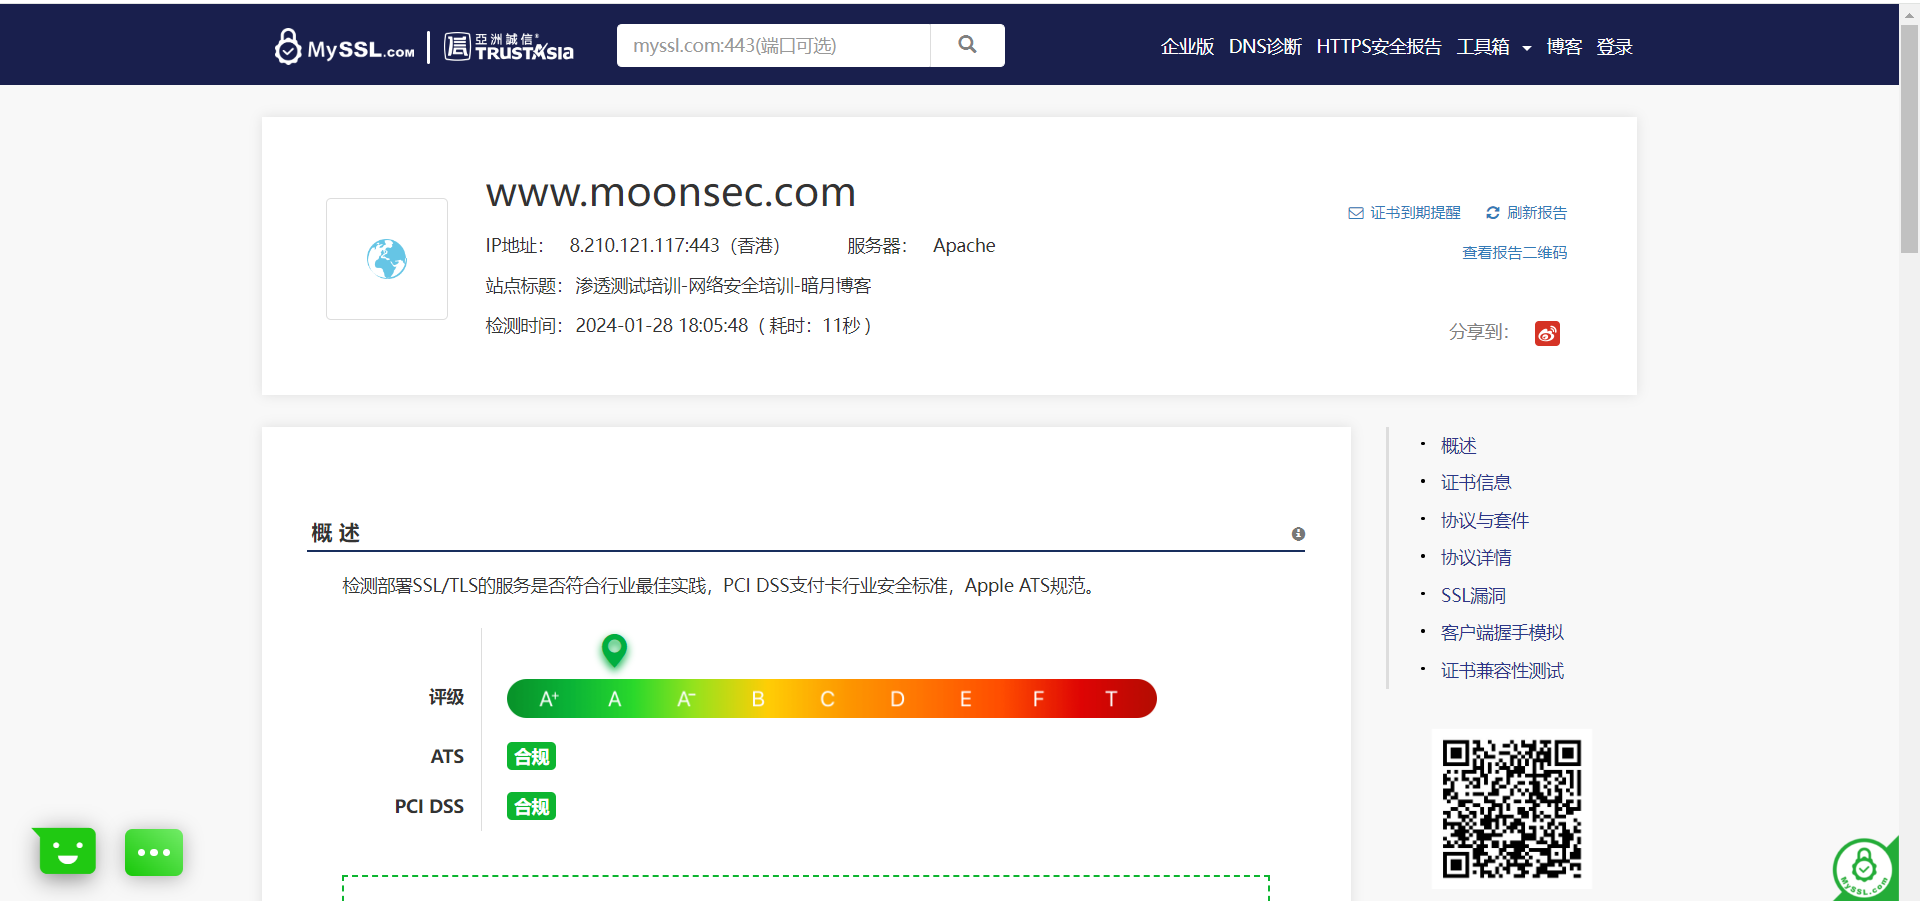 MySSL.COM 亞洲誠信® TRUSTAsia
myssl.com:443(端口可选)
企业版 DNS诊断 HTTPS安全报告 工具箱 博客 登录
www.moonsec.com
IP地址： 8.210.121.117:443（香港） 服务器： Apache
站点标题： 渗透测试培训-网络安全培训-暗月博客
检测时间： 2024-01-28 18:05:48 ( 耗时： 11秒 )
证书到期提醒 刷新报告
查看报告二维码
分享到：
概 述
检测部署SSL/TLS的服务是否符合行业最佳实践，PCI DSS支付卡行业安全标准，Apple ATS规范。
评级 A+ A A- B C D E F T
ATS 合规
PCI DSS 合规
· 概述
· 证书信息
· 协议与套件
· 协议详情
· SSL漏洞
· 客户端握手模拟
· 证书兼容性测试
MySSL.com